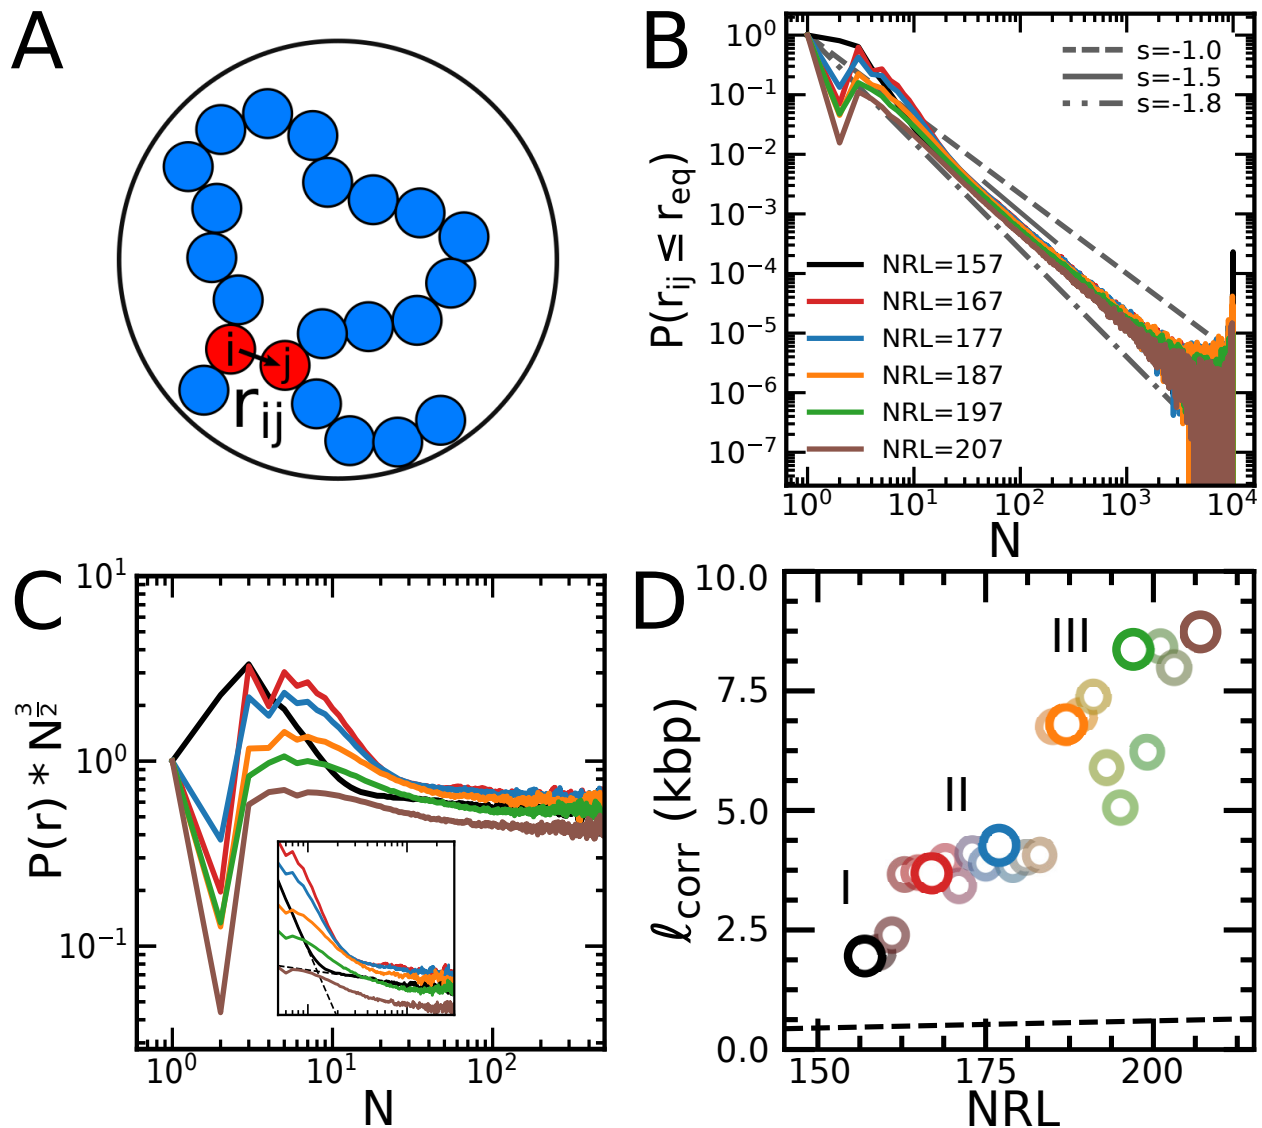 A
i
j
r_ij
B
P(r_ij ≤ r_eq)
10^0
10^-1
10^-2
10^-3
10^-4
10^-5
10^-6
10^-7
s=-1.0
s=-1.5
s=-1.8
NRL=157
NRL=167
NRL=177
NRL=187
NRL=197
NRL=207
10^0 10^1 10^2 10^3 10^4
N
C
P(r) * N^3/2
10^1
10^0
10^-1
10^0 10^1 10^2
N
D
ℓ_corr (kbp)
10.0
7.5
5.0
2.5
0.0
I
II
III
150 175 200
NRL